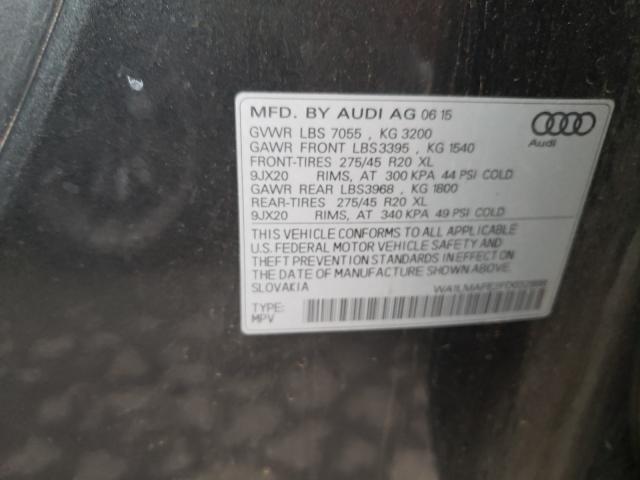 MFD. BY AUDI AG 06 15
GVWR LBS 7055 , KG 3200
GAWR FRONT LBS3395 , KG 1540
FRONT-TIRES 275/45 R20 XL
9JX20 RIMS, AT 300 KPA 44 PSI COLD
GAWR REAR LBS3968 , KG 1800
REAR-TIRES 275/45 R20 XL
9JX20 RIMS, AT 340 KPA 49 PSI COLD
THIS VEHICLE CONFORMS TO ALL APPLICABLE
U.S. FEDERAL MOTOR VEHICLE SAFETY AND
THEFT PREVENTION STANDARDS IN EFFECT ON
THE DATE OF MANUFACTURE SHOWN ABOVE.
SLOVAKIA
TYPE:
MPV
Audi